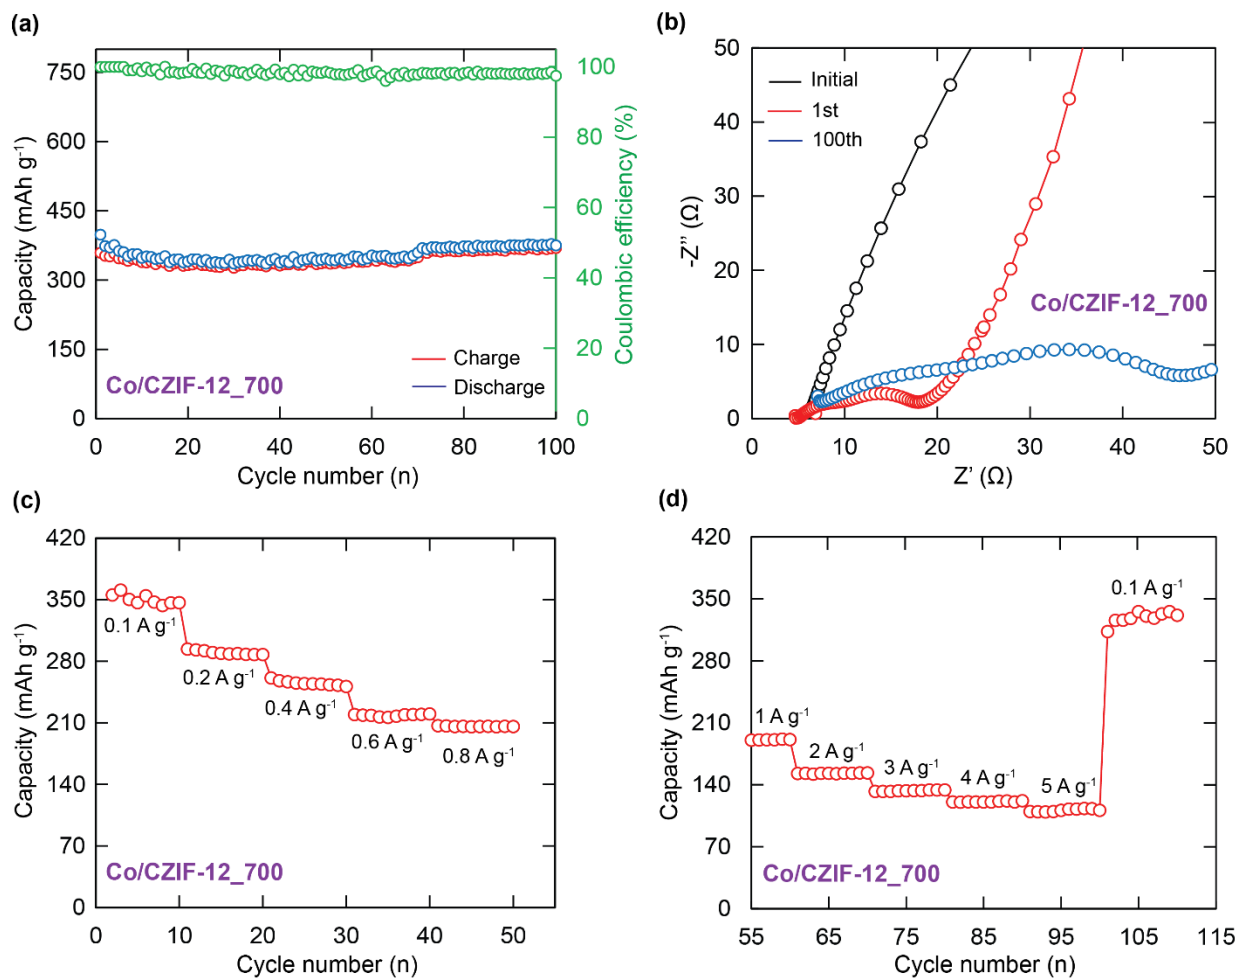 (a)
750
600
450
300
150
0
Capacity (mAh g⁻¹)
0
20
40
60
80
100
Cycle number (n)
100
80
60
40
20
0
Coulombic efficiency (%)
Charge
Discharge
Co/CZIF-12_700
(b)
50
40
30
20
10
0
-Z" (Ω)
0
10
20
30
40
50
Z' (Ω)
Initial
1st
100th
Co/CZIF-12_700
(c)
420
350
280
210
140
70
0
Capacity (mAh g⁻¹)
0
10
20
30
40
50
Cycle number (n)
0.1 A g⁻¹
0.2 A g⁻¹
0.4 A g⁻¹
0.6 A g⁻¹
0.8 A g⁻¹
Co/CZIF-12_700
(d)
420
350
280
210
140
70
0
Capacity (mAh g⁻¹)
55
65
75
85
95
105
115
Cycle number (n)
1 A g⁻¹
2 A g⁻¹
3 A g⁻¹
4 A g⁻¹
5 A g⁻¹
0.1 A g⁻¹
Co/CZIF-12_700